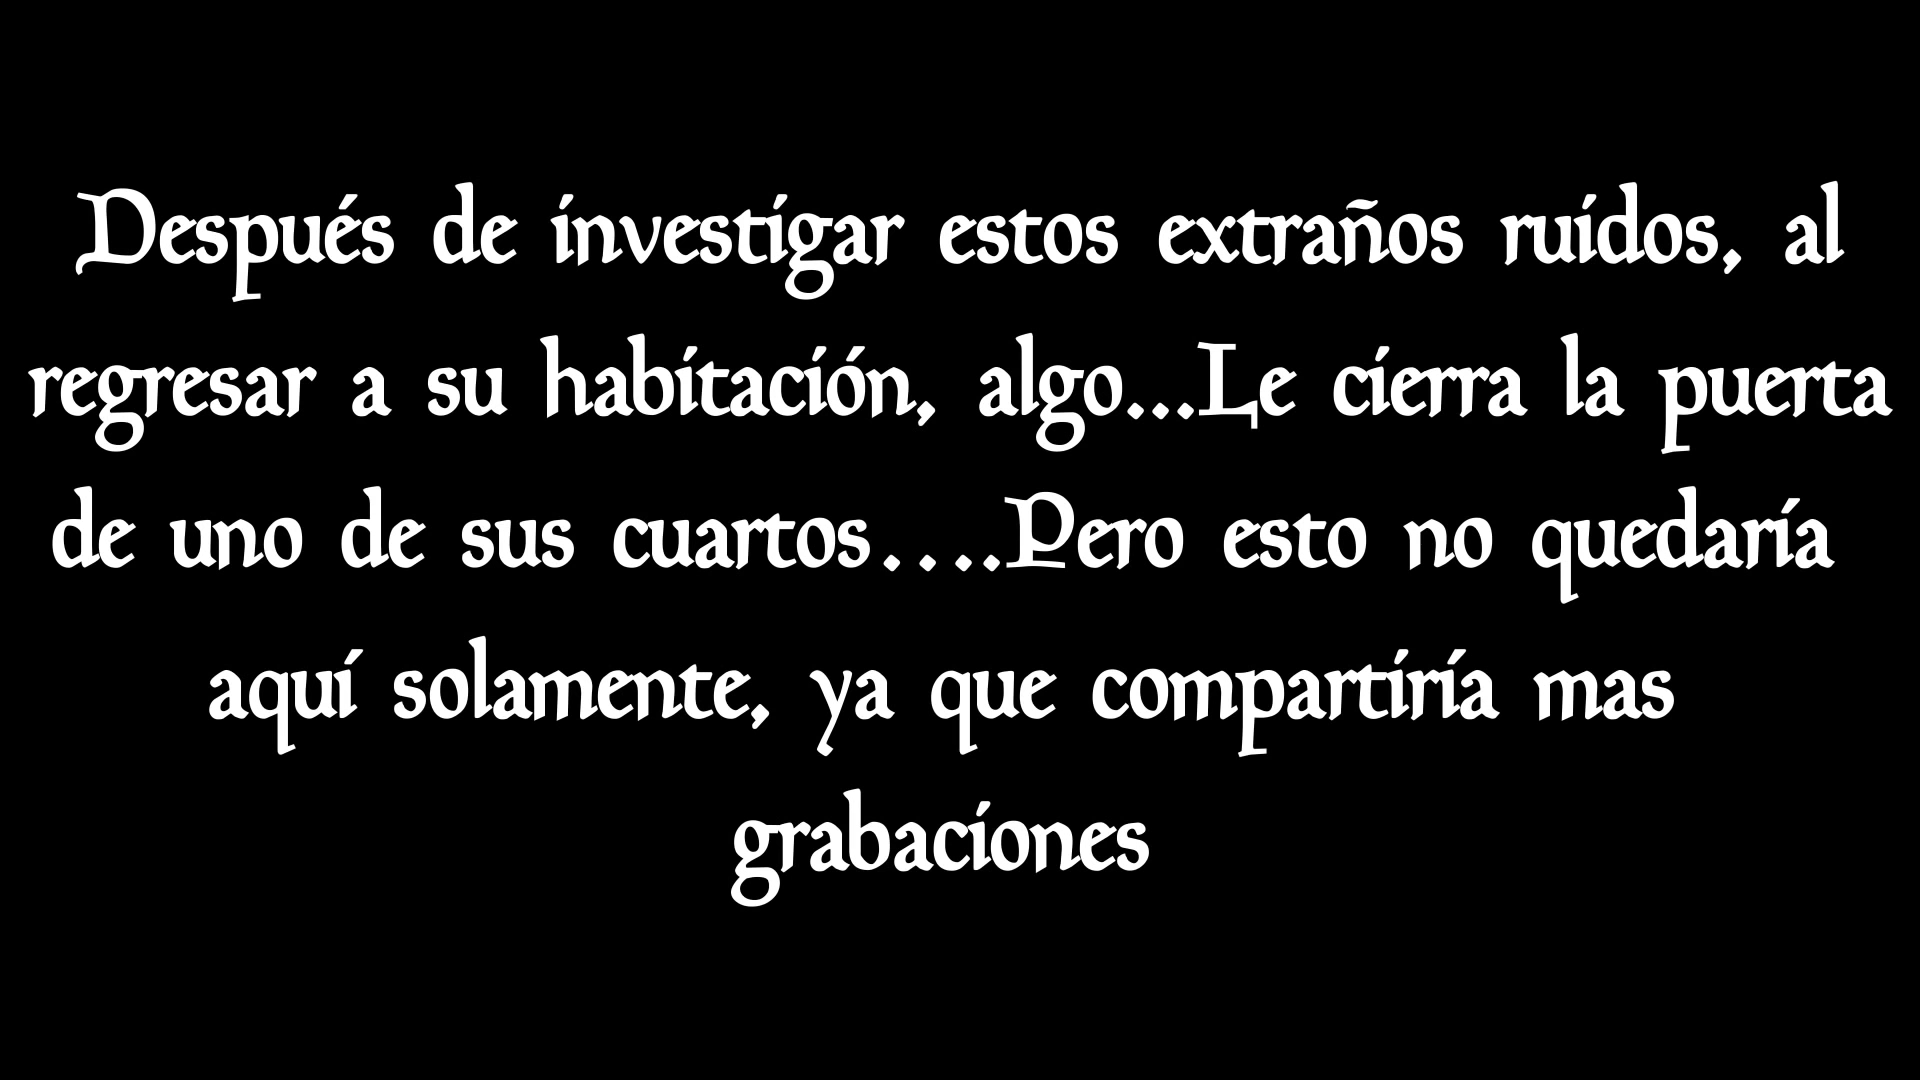 Después de investigar estos extraños ruidos, al
regresar a su habitación, algo...Le cierra la puerta
de uno de sus cuartos....Pero esto no quedaría
aquí solamente, ya que compartiría mas
grabaciones